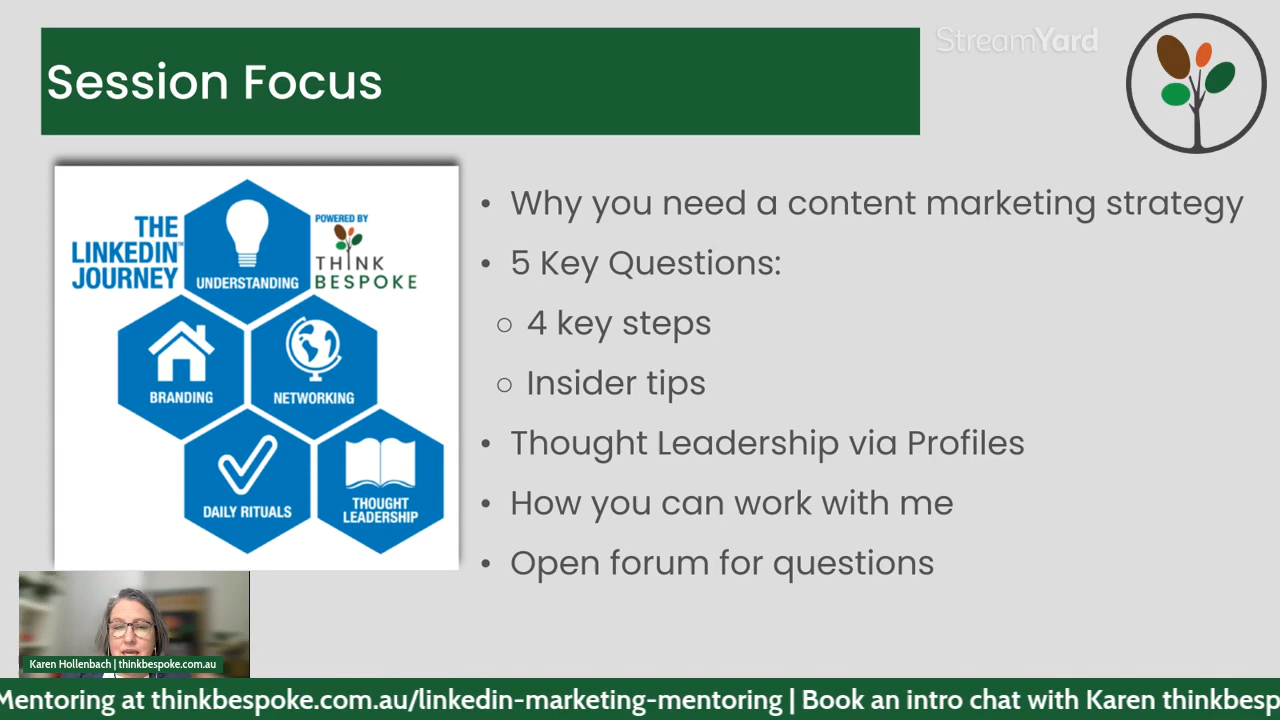 StreamYard
Session Focus
THE
LINKEDIN™
JOURNEY
POWERED BY
THINK
BESPOKE
UNDERSTANDING
BRANDING
NETWORKING
DAILY RITUALS
THOUGHT
LEADERSHIP
• Why you need a content marketing strategy
• 5 Key Questions:
○ 4 key steps
○ Insider tips
• Thought Leadership via Profiles
• How you can work with me
• Open forum for questions
Karen Hollenbach | thinkbespoke.com.au
Mentoring at thinkbespoke.com.au/linkedin-marketing-mentoring | Book an intro chat with Karen thinkbesp